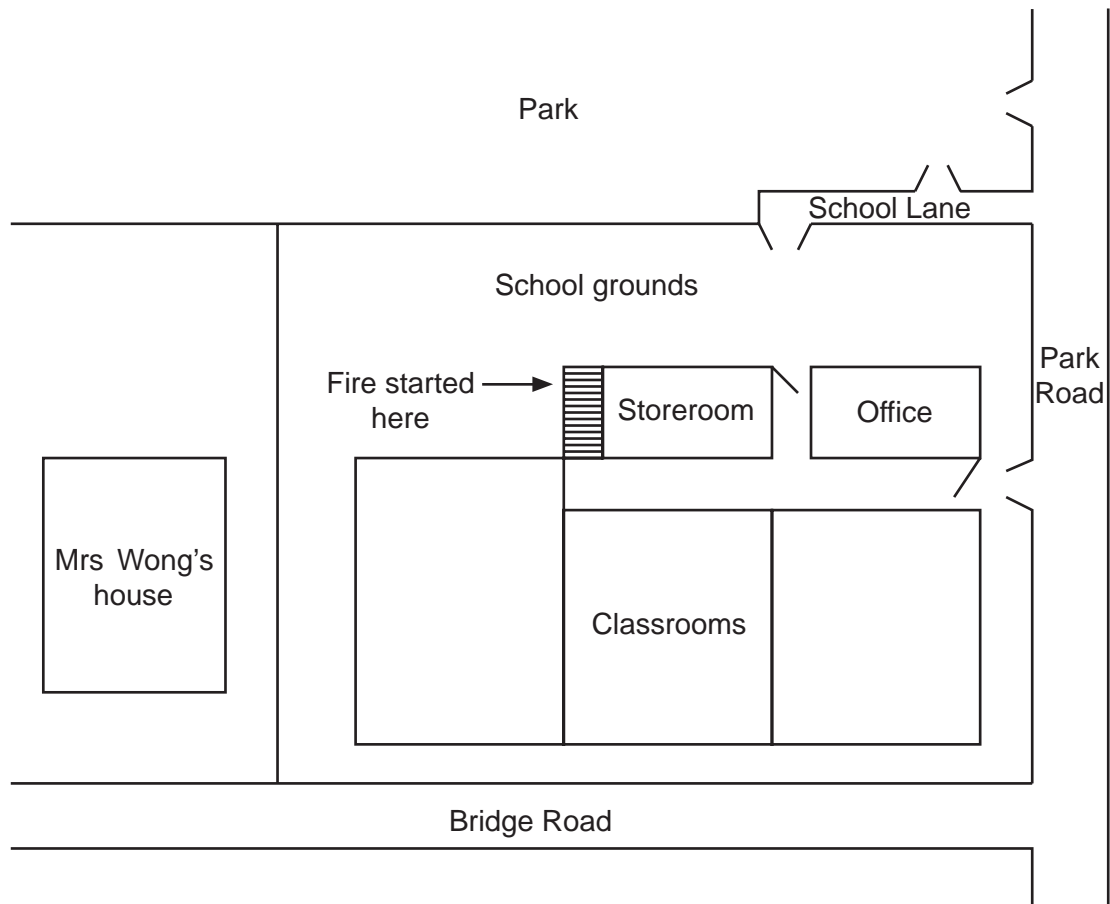 Park
School Lane
School grounds
Park
Road
Fire started
here
Storeroom
Office
Mrs Wong's
house
Classrooms
Bridge Road